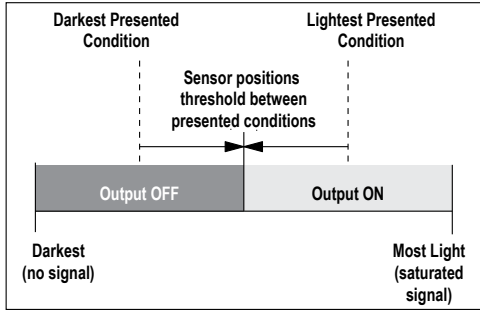 Darkest Presented
Condition
Lightest Presented
Condition
Sensor positions
threshold between
presented conditions
Output OFF
Output ON
Darkest
(no signal)
Most Light
(saturated
signal)